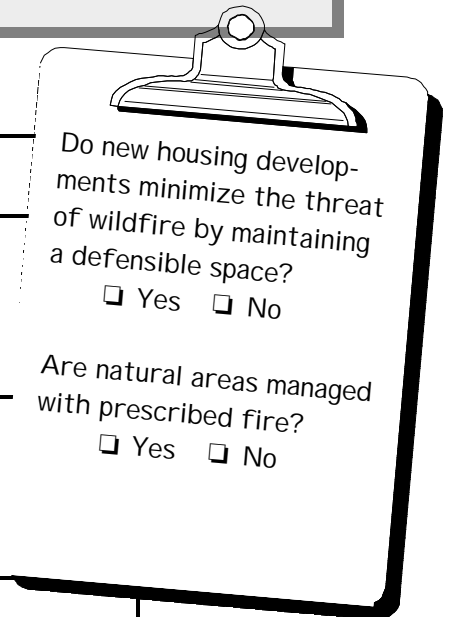 Do new housing develop-
ments minimize the threat
of wildfire by maintaining
a defensible space?
❏ Yes ❏ No
Are natural areas managed
with prescribed fire?
❏ Yes ❏ No